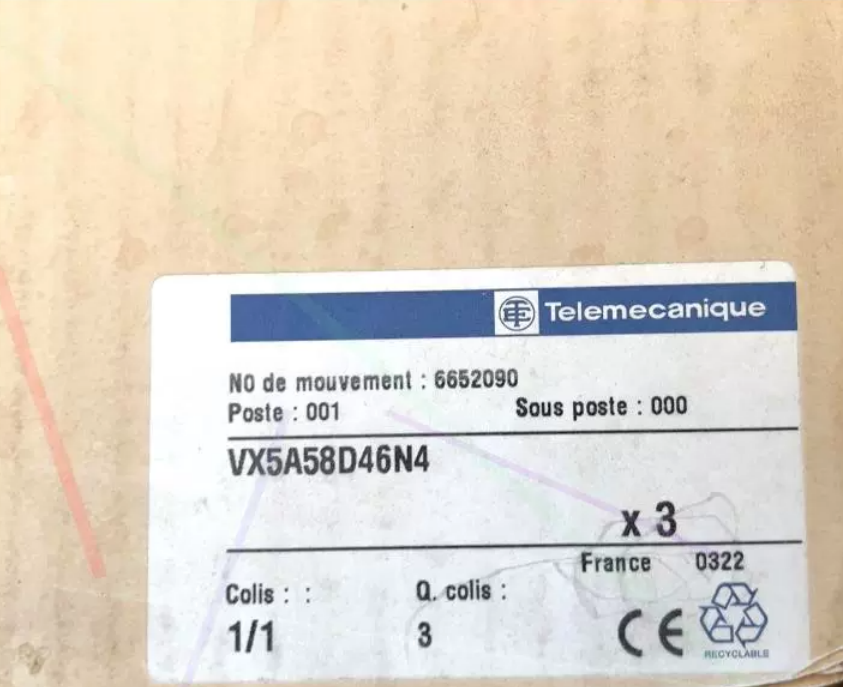 Telemecanique
NO de mouvement : 6652090
Poste : 001 Sous poste : 000
VX5A58D46N4
x 3
France 0322
Colis : : Q. colis :
1/1 3 CE
RECYCLABLE